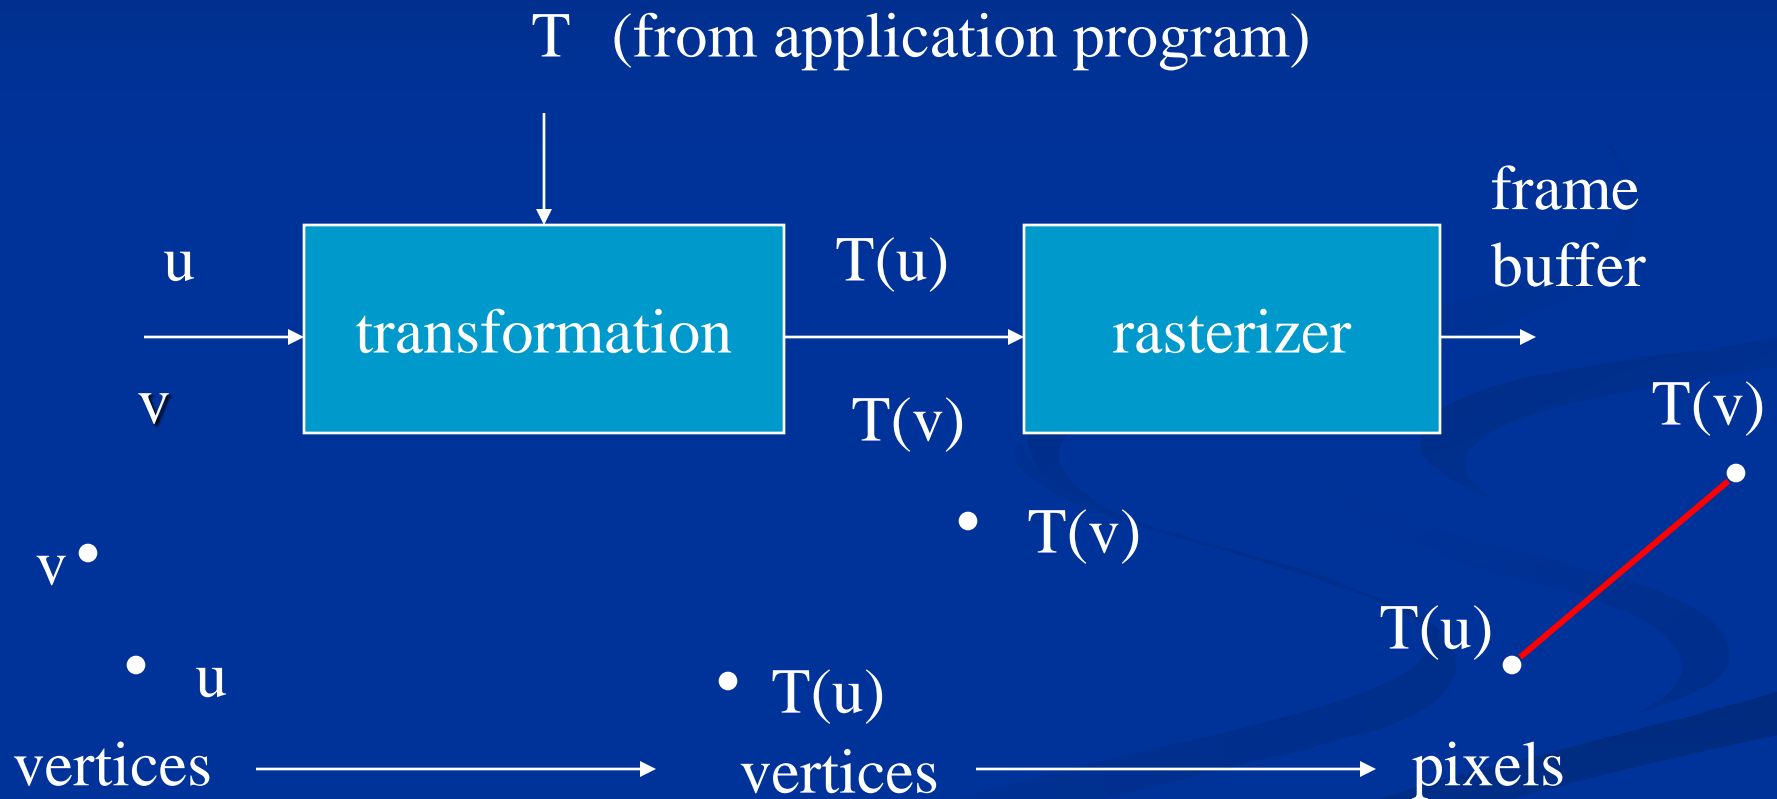 T (from application program)
frame
buffer
u
T(u)
transformation
rasterizer
v
T(v)
T(v)
v
T(v)
T(u)
u
T(u)
vertices
vertices
pixels